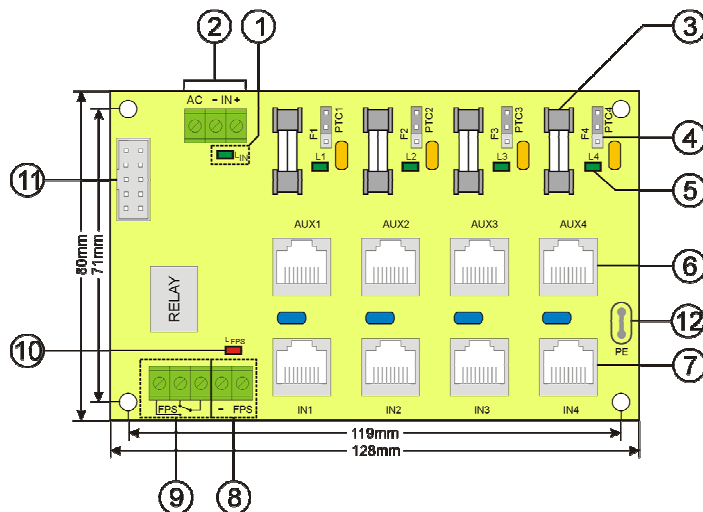 2
1
3
AC - IN +
F1
PTC1
F2
PTC2
F3
PTC3
F4
PTC4
4
LIN
L1
L2
L3
L4
5
11
80mm
71mm
AUX1
AUX2
AUX3
AUX4
6
RELAY
12
LFPS
PE
10
7
FPS
- FPS
IN1
IN2
IN3
IN4
119mm
128mm
9
8